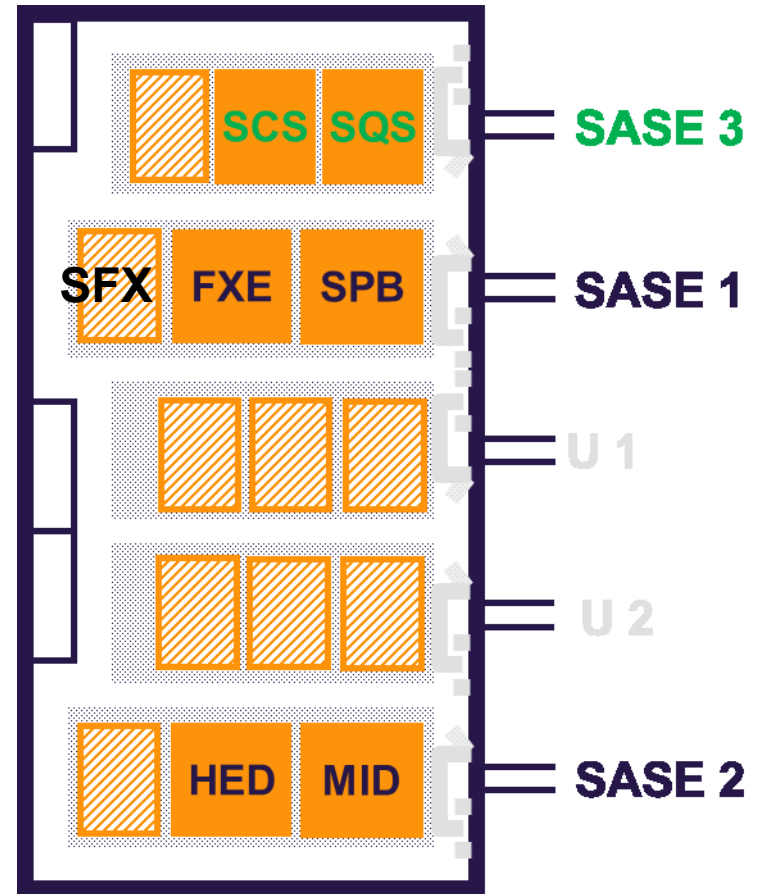 SCS SQS SASE 3
SFX FXE SPB SASE 1
U 1
U 2
HED MID SASE 2